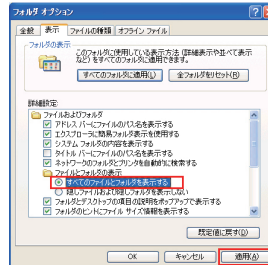 フォルダ オプション
全般 表示 ファイルの種類 オフライン ファイル
フォルダの表示
このフォルダに使用している表示方法 (詳細表示や並べて表示など) をすべてのフォルダに適用できます。
すべてのフォルダに適用(L) 全フォルダをリセット(R)
詳細設定:
ファイルおよびフォルダ
アドレス バーにファイルのパス名を表示する
エクスプローラに簡易フォルダ表示を使用する
システム フォルダの内容を表示する
タイトル バーにファイルのパス名を表示する
ネットワークのフォルダとプリンタを自動的に検索する
ファイルとフォルダの表示
すべてのファイルとフォルダを表示する
隠しファイルおよび隠しフォルダを表示しない
フォルダとデスクトップの項目の説明をポップアップで表示する
フォルダのヒントにファイル サイズ情報を表示する
既定値に戻す(D)
OK キャンセル 適用(A)